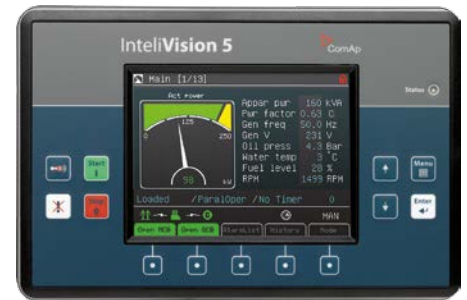 InteliVision 5
ComAp
Status
Main [1/13]
Act power
0
125
250
98
kW
Appar pwr 160 kVA
Pwr factor 0.63 C
Gen freq 50.0 Hz
Gen V 231 V
Oil press 4.3 Bar
Water temp 3 °C
Fuel level 28 %
RPM 1499 RPM
Loaded /ParalOper /No Timer 0
MAN
Open MCB Open GCB AlarmList History Mode
Start
I
Stop
0
Menu
Enter